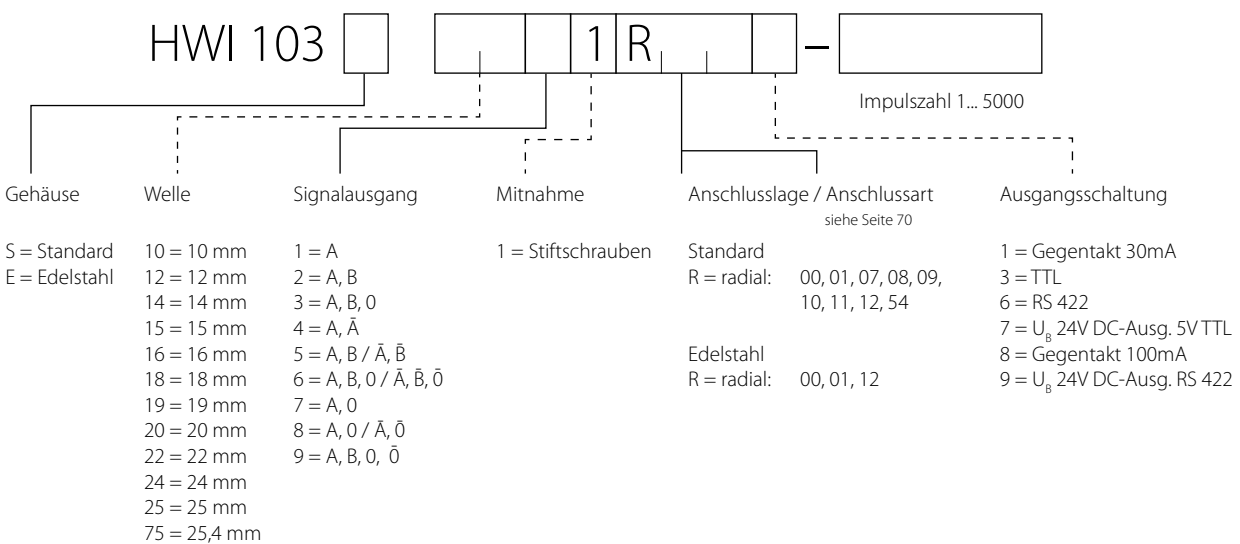 HWI 103 1 R –
Impulszahl 1... 5000
Gehäuse Welle Signalausgang Mitnahme Anschlusslage / Anschlussart Ausgangsschaltung
siehe Seite 70
S = Standard 10 = 10 mm 1 = A 1 = Stiftschrauben Standard 1 = Gegentakt 30mA
E = Edelstahl 12 = 12 mm 2 = A, B R = radial: 00, 01, 07, 08, 09, 3 = TTL
14 = 14 mm 3 = A, B, 0 10, 11, 12, 54 6 = RS 422
15 = 15 mm 4 = A, Ā 7 = U_B 24V DC-Ausg. 5V TTL
16 = 16 mm 5 = A, B / Ā, B̄ Edelstahl 8 = Gegentakt 100mA
18 = 18 mm 6 = A, B, 0 / Ā, B̄, 0̄ R = radial: 00, 01, 12 9 = U_B 24V DC-Ausg. RS 422
19 = 19 mm 7 = A, 0
20 = 20 mm 8 = A, 0 / Ā, 0̄
22 = 22 mm 9 = A, B, 0, 0̄
24 = 24 mm
25 = 25 mm
75 = 25,4 mm